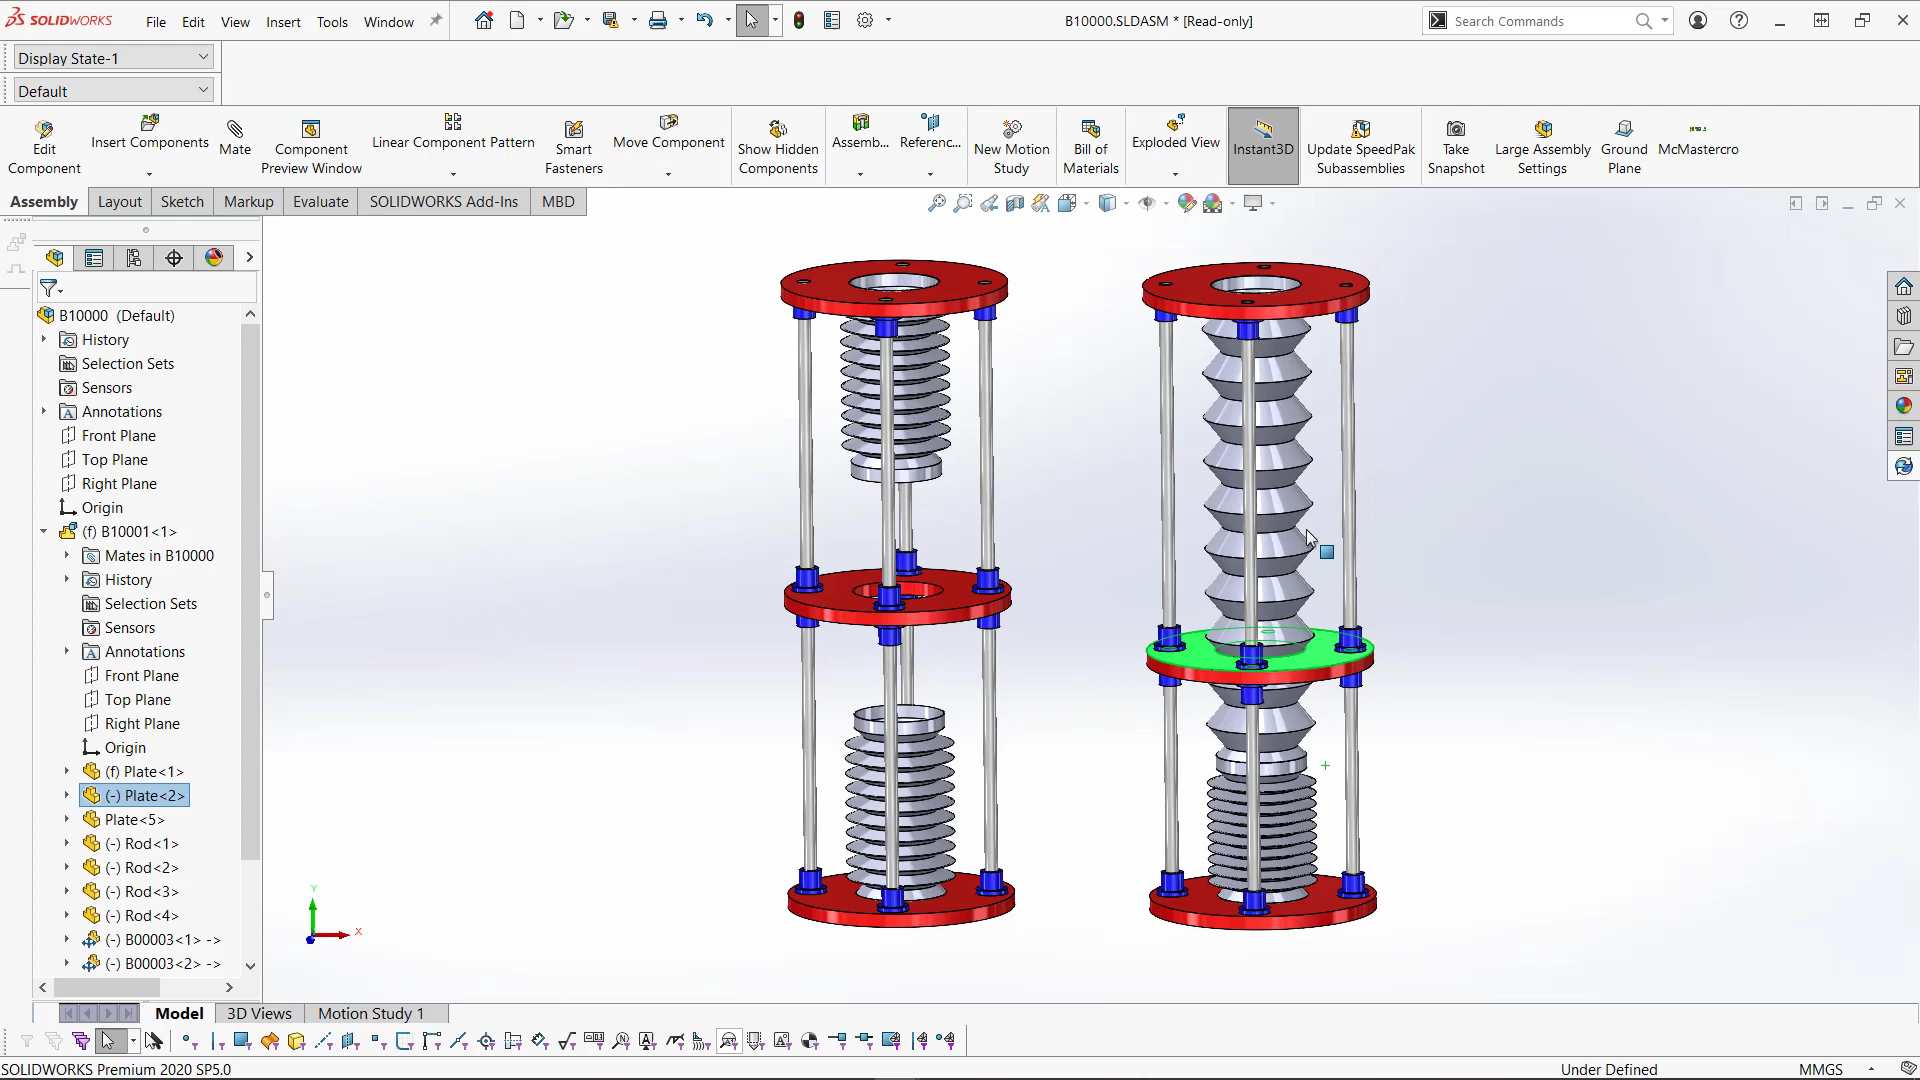 SOLIDWORKS File Edit View Insert Tools Window B10000.SLDASM * [Read-only] Search Commands
Display State-1
Default
Edit Component
Insert Components
Mate
Component Preview Window
Linear Component Pattern
Smart Fasteners
Move Component
Show Hidden Components
Assemb...
Referenc...
New Motion Study
Bill of Materials
Exploded View
Instant3D
Update SpeedPak Subassemblies
Take Snapshot
Large Assembly Settings
Ground Plane
McMastercro
Assembly Layout Sketch Markup Evaluate SOLIDWORKS Add-Ins MBD
B10000 (Default)
History
Selection Sets
Sensors
Annotations
Front Plane
Top Plane
Right Plane
Origin
(f) B10001<1>
Mates in B10000
History
Selection Sets
Sensors
Annotations
Front Plane
Top Plane
Right Plane
Origin
(f) Plate<1>
(-) Plate<2>
Plate<5>
(-) Rod<1>
(-) Rod<2>
(-) Rod<3>
(-) Rod<4>
(-) B00003<1> ->
(-) B00003<2> ->
Y
X
Model 3D Views Motion Study 1
SOLIDWORKS Premium 2020 SP5.0 Under Defined MMGS